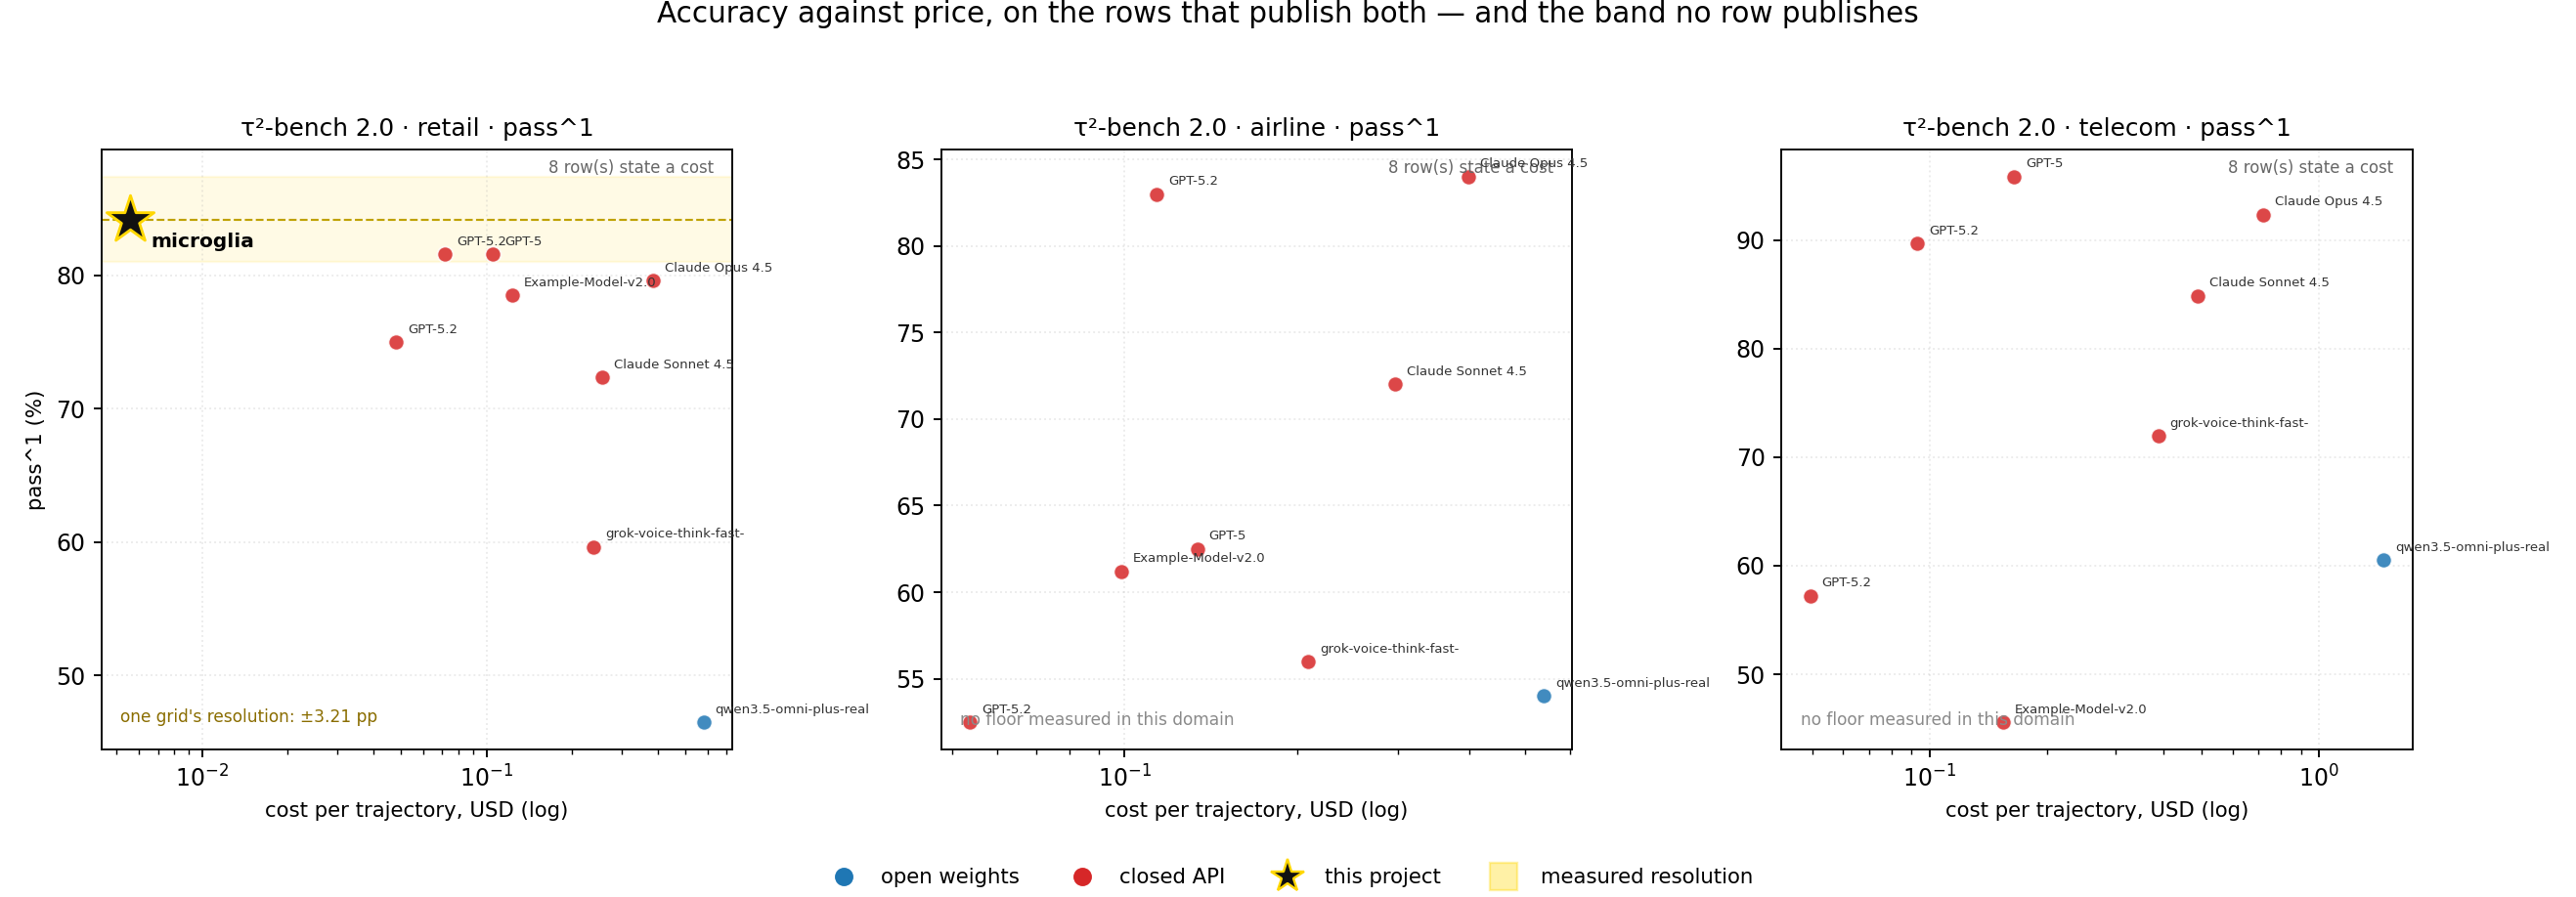 Accuracy against price, on the rows that publish both — and the band no row publishes
τ²-bench 2.0 · retail · pass^1
8 row(s) state a cost
microglia
GPT-5.2
GPT-5
Claude Opus 4.5
Example-Model-v2.0
GPT-5.2
Claude Sonnet 4.5
grok-voice-think-fast-
qwen3.5-omni-plus-real
one grid's resolution: ±3.21 pp
80
70
60
50
pass^1 (%)
10⁻²
10⁻¹
cost per trajectory, USD (log)
τ²-bench 2.0 · airline · pass^1
8 row(s) state a cost
Claude Opus 4.5
GPT-5.2
Claude Sonnet 4.5
GPT-5
Example-Model-v2.0
grok-voice-think-fast-
qwen3.5-omni-plus-real
GPT-5.2
no floor measured in this domain
85
80
75
70
65
60
55
10⁻¹
cost per trajectory, USD (log)
τ²-bench 2.0 · telecom · pass^1
GPT-5
8 row(s) state a cost
Claude Opus 4.5
GPT-5.2
Claude Sonnet 4.5
grok-voice-think-fast-
qwen3.5-omni-plus-real
GPT-5.2
Example-Model-v2.0
no floor measured in this domain
90
80
70
60
50
10⁻¹
10⁰
cost per trajectory, USD (log)
open weights
closed API
this project
measured resolution